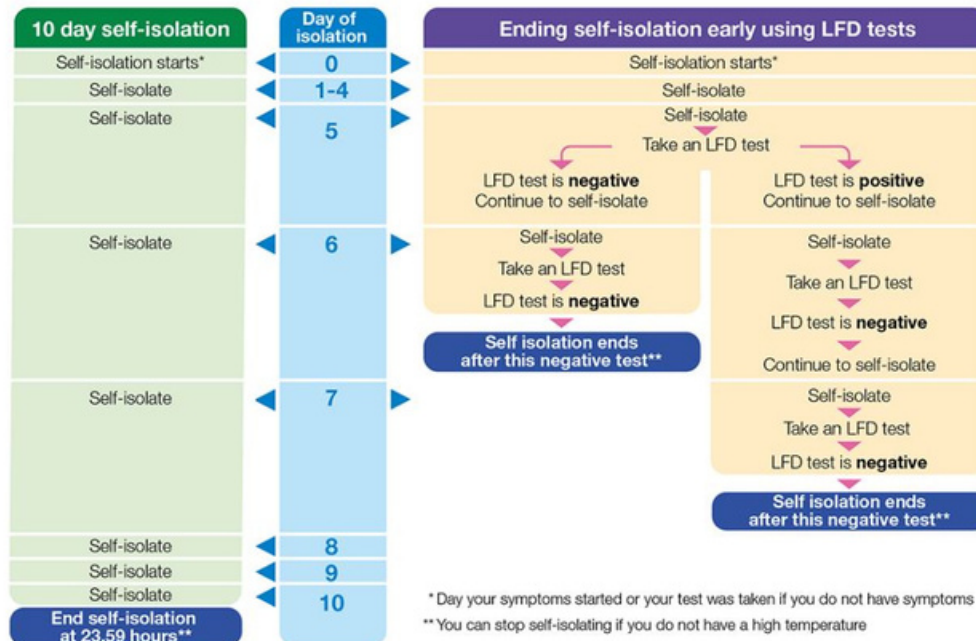 10 day self-isolation
Day of
isolation
Ending self-isolation early using LFD tests
Self-isolation starts*
0
Self-isolation starts*
Self-isolate
1-4
Self-isolate
Self-isolate
5
Self-isolate
Take an LFD test
LFD test is negative
Continue to self-isolate
LFD test is positive
Continue to self-isolate
Self-isolate
6
Self-isolate
Take an LFD test
LFD test is negative
Self isolation ends
after this negative test**
Self-isolate
Take an LFD test
LFD test is negative
Continue to self-isolate
Self-isolate
7
Self-isolate
Take an LFD test
LFD test is negative
Self isolation ends
after this negative test**
Self-isolate
8
Self-isolate
9
Self-isolate
10
End self-isolation
at 23.59 hours**
* Day your symptoms started or your test was taken if you do not have symptoms
** You can stop self-isolating if you do not have a high temperature